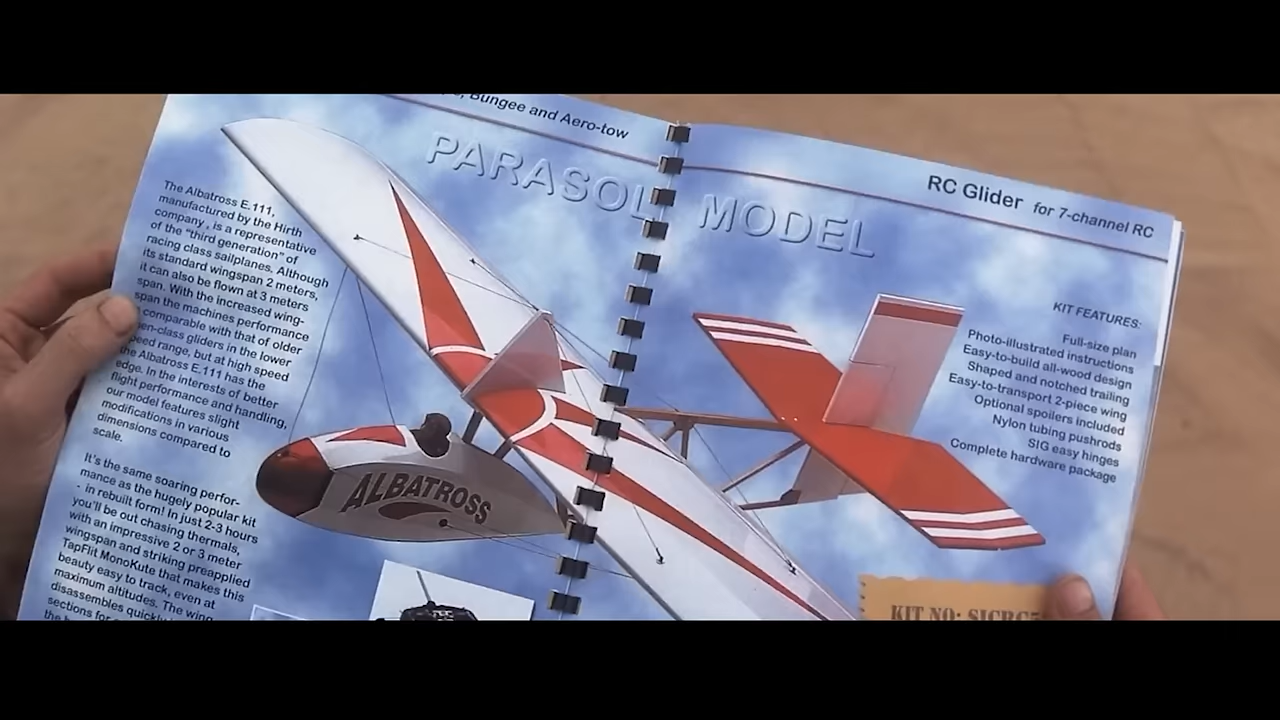 , Bungee and Aero-tow
PARASOL MODEL
RC Glider for 7-channel RC
The Albatross E.111,
manufactured by the Hirth
company , is a representative
of the "third generation" of
racing class sailplanes. Although
its standard wingspan 2 meters,
it can also be flown at 3 meters
span. With the increased wing-
span the machines performance
comparable with that of older
class gliders in the lower
speed range, but at high speed
the Albatross E.111 has the
edge. In the interests of better
flight performance and handling,
our model features slight
modifications in various
dimensions compared to
scale.
It's the same soaring perfor-
mance as the hugely popular kit
- in rebuilt form! In just 2-3 hours
you'll be out chasing thermals,
with an impressive 2 or 3 meter
wingspan and striking preapplied
TapFlit MonoKute that makes this
beauty easy to track, even at
maximum altitudes. The wing
disassembles quickly
sections for
ALBATROSS
KIT FEATURES:
Full-size plan
Photo-illustrated instructions
Easy-to-build all-wood design
Shaped and notched trailing
Easy-to-transport 2-piece wing
Optional spoilers included
Nylon tubing pushrods
SIG easy hinges
Complete hardware package
KIT NO: